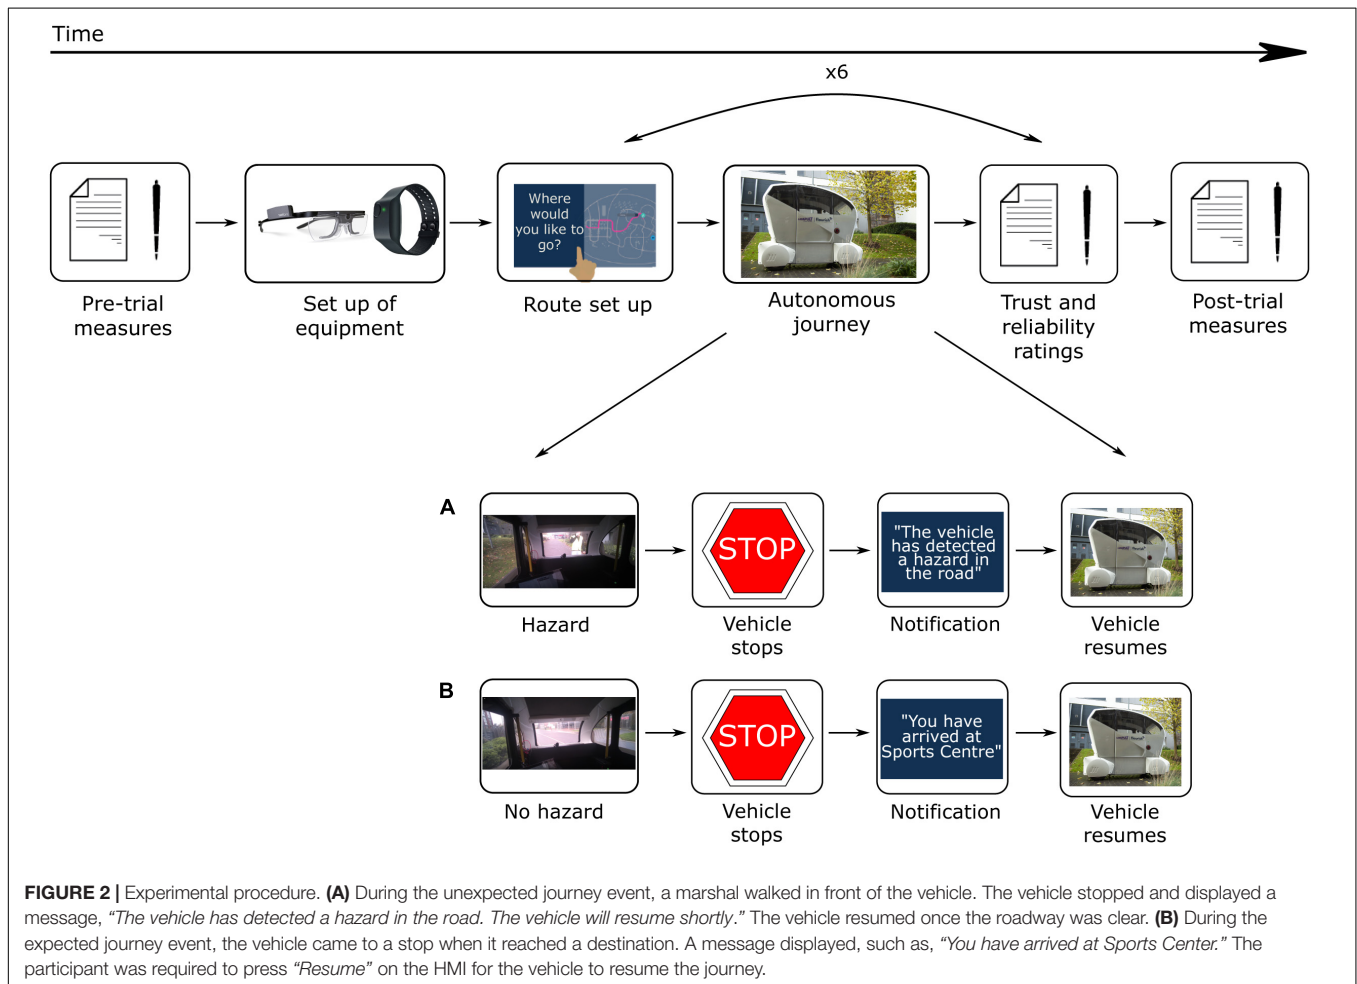 Time
x6
Where
would
you like to
go?
Pre-trial
measures
Set up of
equipment
Route set up
Autonomous
journey
Trust and
reliability
ratings
Post-trial
measures
A
"The vehicle
has detected
a hazard in
the road"
STOP
Hazard
Vehicle
stops
Notification
Vehicle
resumes
B
STOP
"You have
arrived at
Sports Centre"
No hazard
Vehicle
stops
Notification
Vehicle
resumes
FIGURE 2 | Experimental procedure. (A) During the unexpected journey event, a marshal walked in front of the vehicle. The vehicle stopped and displayed a
message, “The vehicle has detected a hazard in the road. The vehicle will resume shortly.” The vehicle resumed once the roadway was clear. (B) During the
expected journey event, the vehicle came to a stop when it reached a destination. A message displayed, such as, “You have arrived at Sports Center.” The
participant was required to press “Resume” on the HMI for the vehicle to resume the journey.